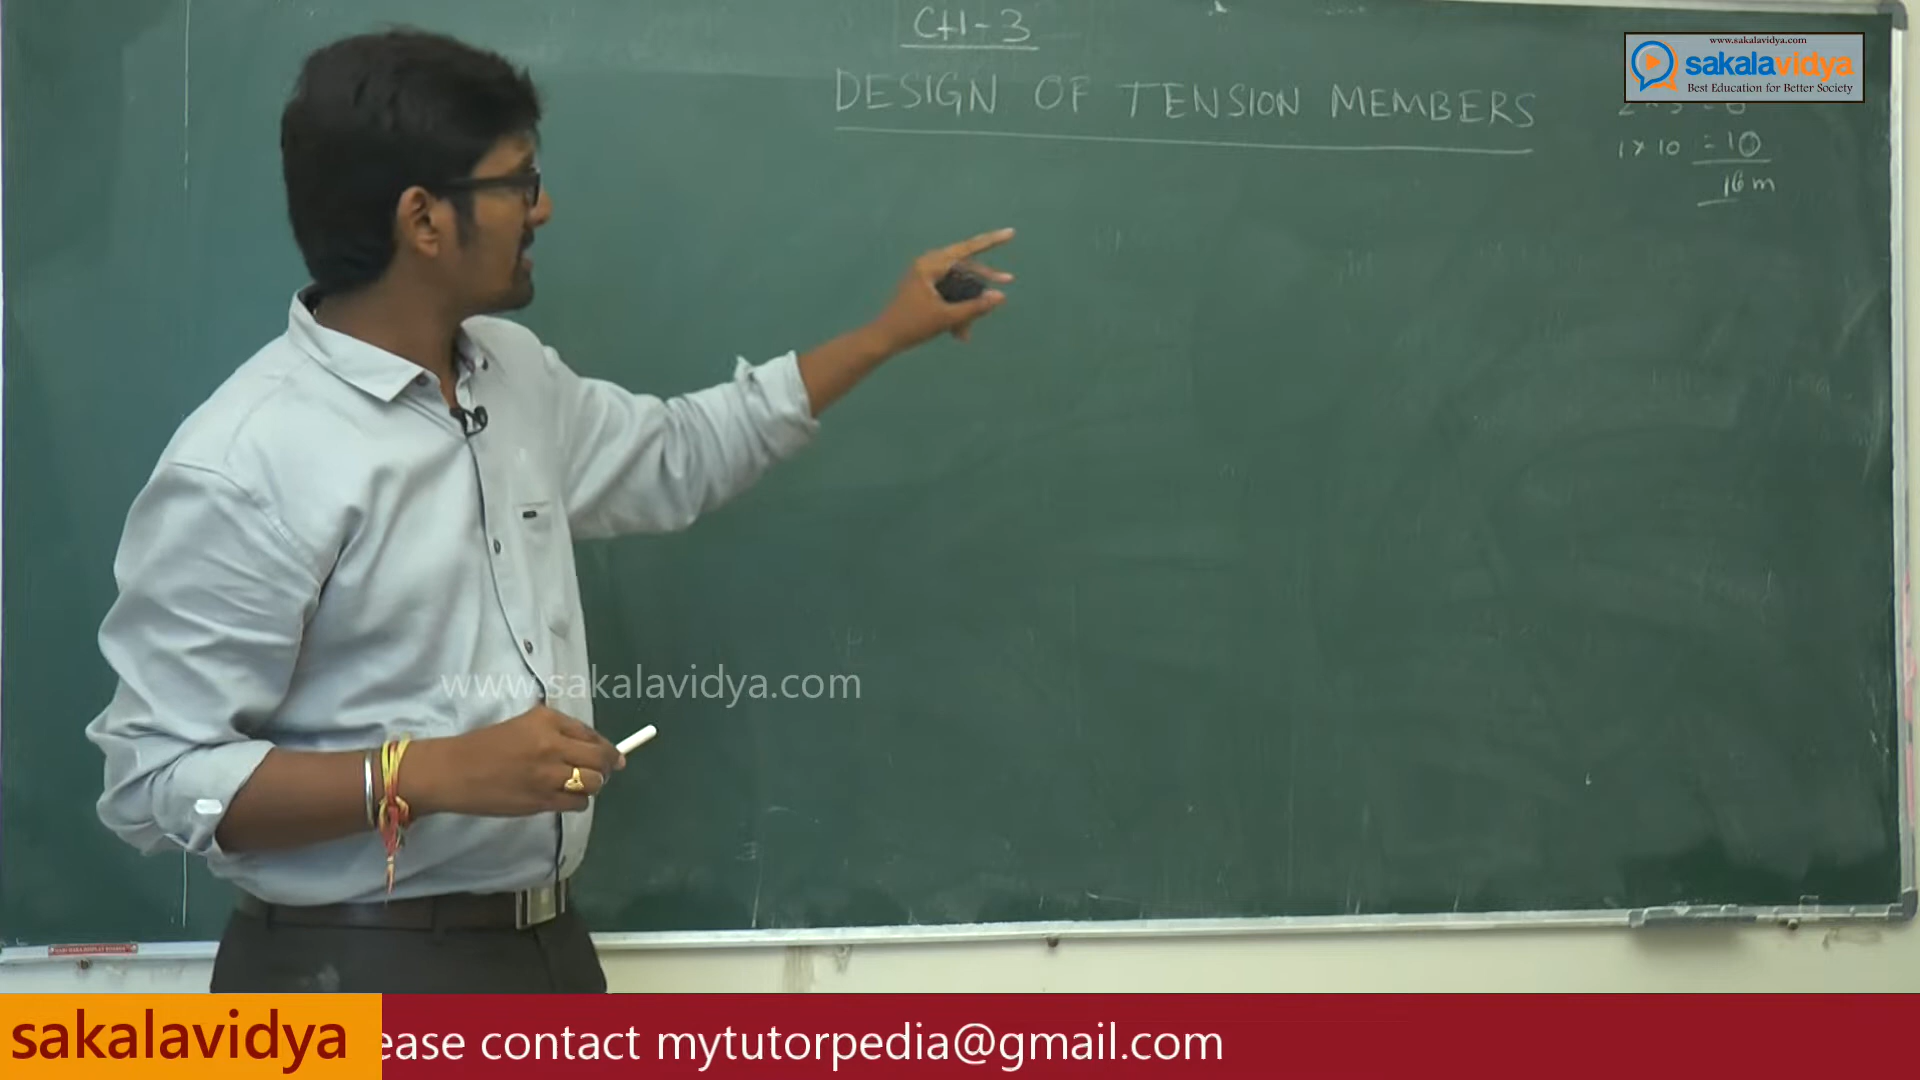 CH-3
DESIGN OF TENSION MEMBERS
www.sakalavidya.com
sakalavidya
Best Education for Better Society
1 x 10 = 10
16 m
www.sakalavidya.com
sakalavidya
ease contact mytutorpedia@gmail.com